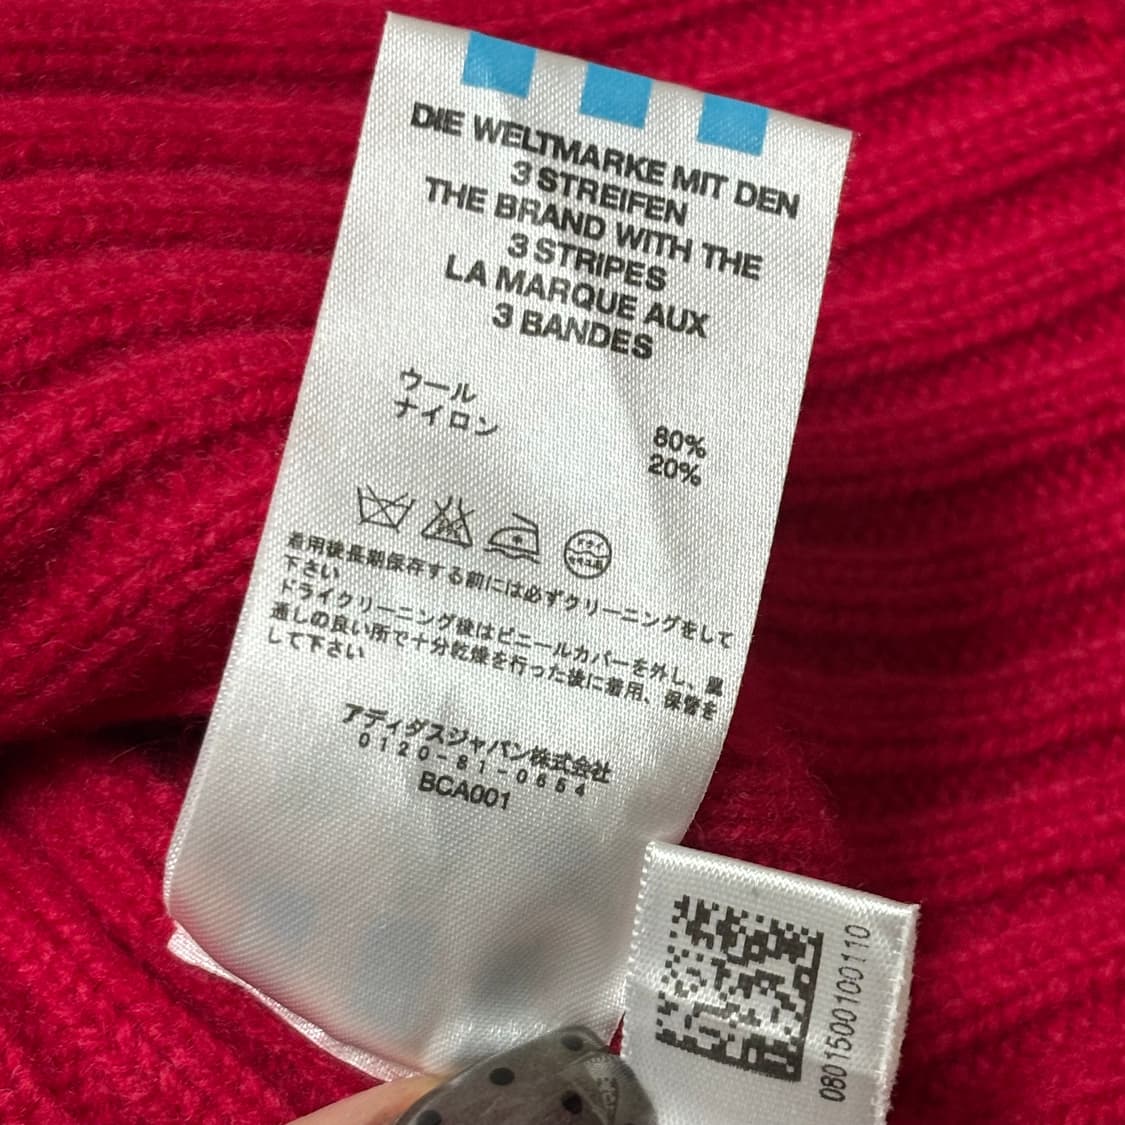 DIE WELTMARKE MIT DEN
3 STREIFEN
THE BRAND WITH THE
3 STRIPES
LA MARQUE AUX
3 BANDES
ウール 80%
ナイロン 20%
ドライ
着用後長期保存する前には必ずクリーニングをして
下さい
ドライクリーニング後はビニールカバーを外し、風
通しの良い所で十分乾燥を行った後に着用、保管を
して下さい
アディダスジャパン株式会社
0120-81-0654
BCA001
0801500100110